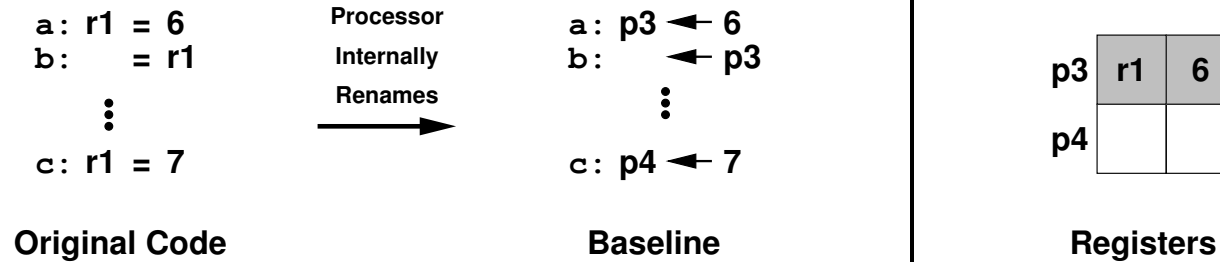 a: r1 = 6
b: = r1
c: r1 = 7
Original Code
Processor
Internally
Renames
a: p3 ← 6
b: ← p3
c: p4 ← 7
Baseline
p3 r1 6
p4
Registers